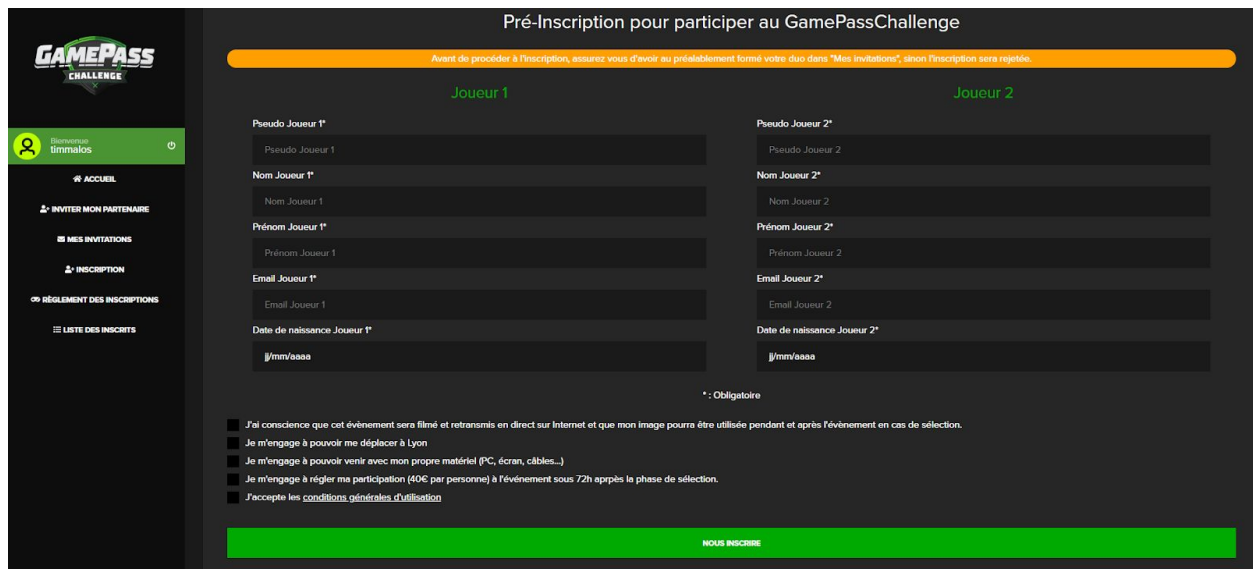 GAMEPASS
CHALLENGE
Bienvenue
timmalos
ACCUEIL
INVITER MON PARTENAIRE
MES INVITATIONS
INSCRIPTION
RÈGLEMENT DES INSCRIPTIONS
LISTE DES INSCRITS
Pré-Inscription pour participer au GamePassChallenge
Avant de procéder à l'inscription, assurez vous d'avoir au préalablement formé votre duo dans "Mes invitations", sinon l'inscription sera rejetée.
Joueur 1
Pseudo Joueur 1*
Pseudo Joueur 1
Nom Joueur 1*
Nom Joueur 1
Prénom Joueur 1*
Prénom Joueur 1
Email Joueur 1*
Email Joueur 1
Date de naissance Joueur 1*
jj/mm/aaaa
Joueur 2
Pseudo Joueur 2*
Pseudo Joueur 2
Nom Joueur 2*
Nom Joueur 2
Prénom Joueur 2*
Prénom Joueur 2
Email Joueur 2*
Email Joueur 2
Date de naissance Joueur 2*
jj/mm/aaaa
* : Obligatoire
J'ai conscience que cet évènement sera filmé et retransmis en direct sur Internet et que mon image pourra être utilisée pendant et après l'évènement en cas de sélection.
Je m'engage à pouvoir me déplacer à Lyon
Je m'engage à pouvoir venir avec mon propre matériel (PC, écran, câbles...)
Je m'engage à régler ma participation (40€ par personne) à l'événement sous 72h aprpès la phase de sélection.
J'accepte les conditions générales d'utilisation
NOUS INSCRIRE